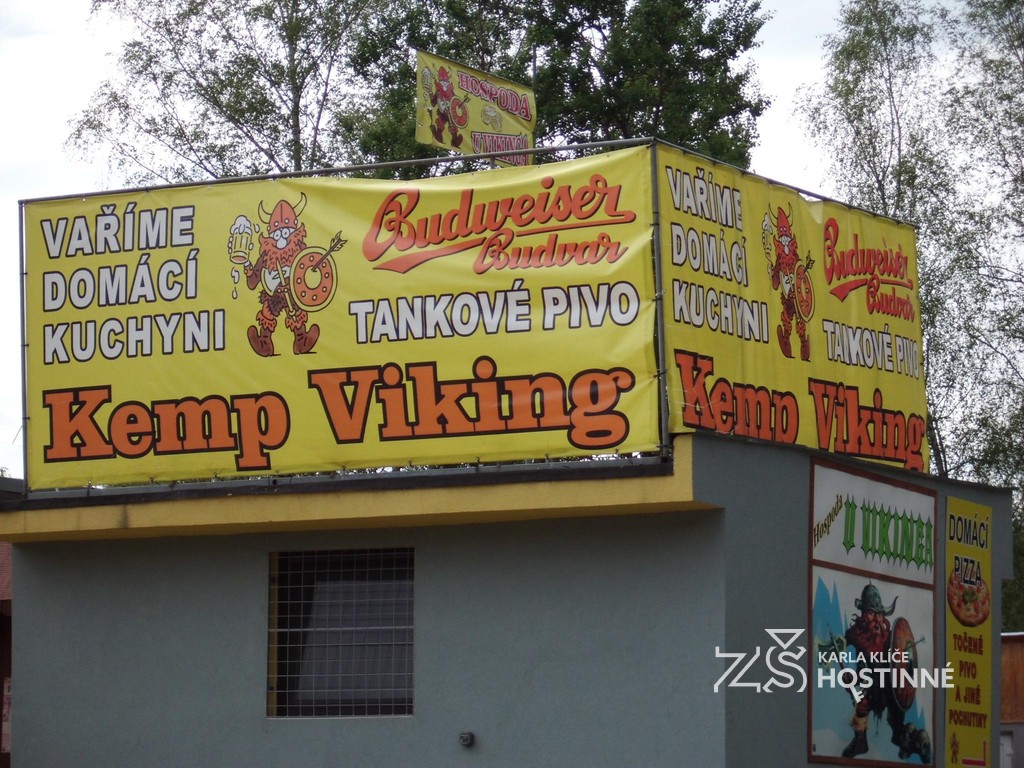 HOSPODA
U VIKINGA
VAŘÍME
DOMÁCÍ
KUCHYNI
Budweiser
Budvar
TANKOVÉ PIVO
Kemp Viking
VAŘÍME
DOMÁCÍ
KUCHYNI
Budweiser
Budvar
TANKOVÉ PIVO
Kemp Viking
Hospoda
U VIKINGA
DOMÁCÍ
PIZZA
TOČENÉ
PIVO
A JINÉ
POCHUTINY
ZŠ KARLA KLÍČE
HOSTINNÉ